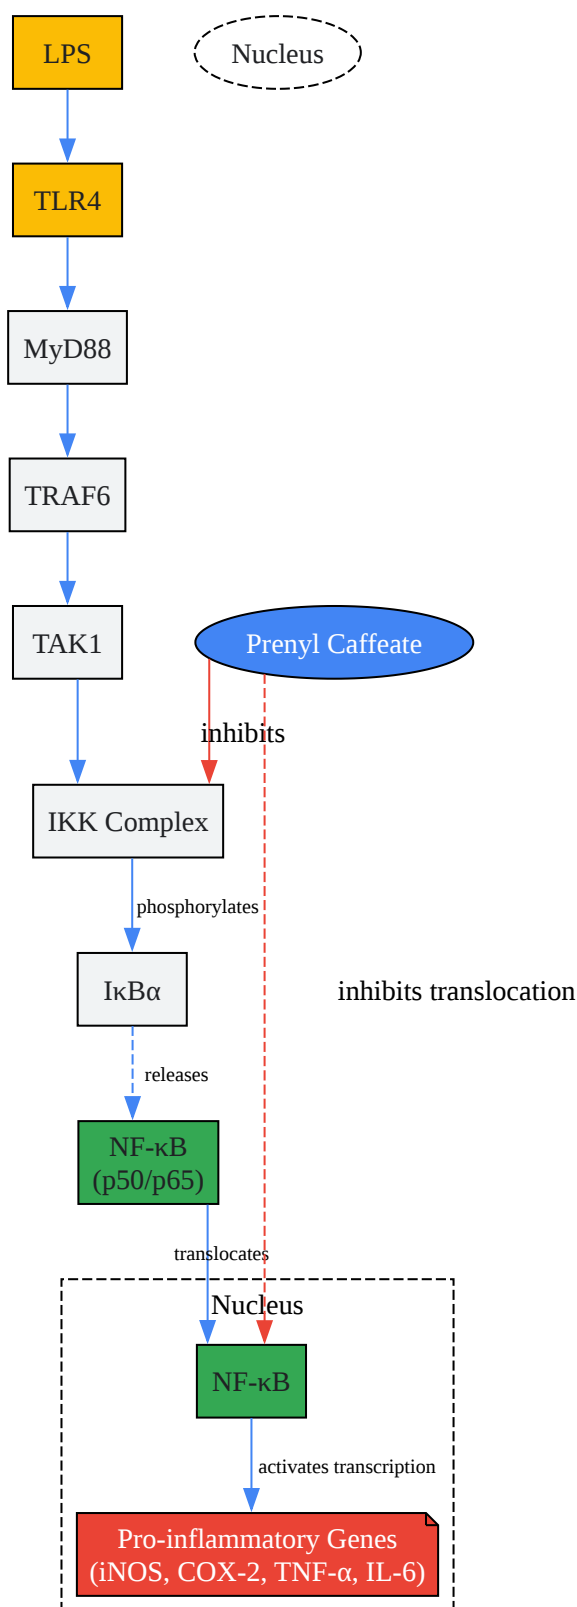 LPS
Nucleus
TLR4
MyD88
TRAF6
TAK1
Prenyl Caffeate
inhibits
IKK Complex
phosphorylates
IκBα
inhibits translocation
releases
NF-κB
(p50/p65)
translocates
Nucleus
NF-κB
activates transcription
Pro-inflammatory Genes
(iNOS, COX-2, TNF-α, IL-6)